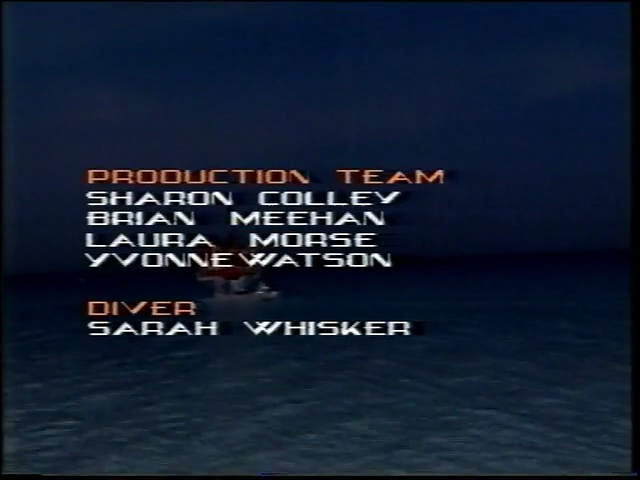 PRODUCTION TEAM
SHARON COLLEY
BRIAN MEEHAN
LAURA MORSE
YVONNE WATSON
DIVER
SARAH WHISKER